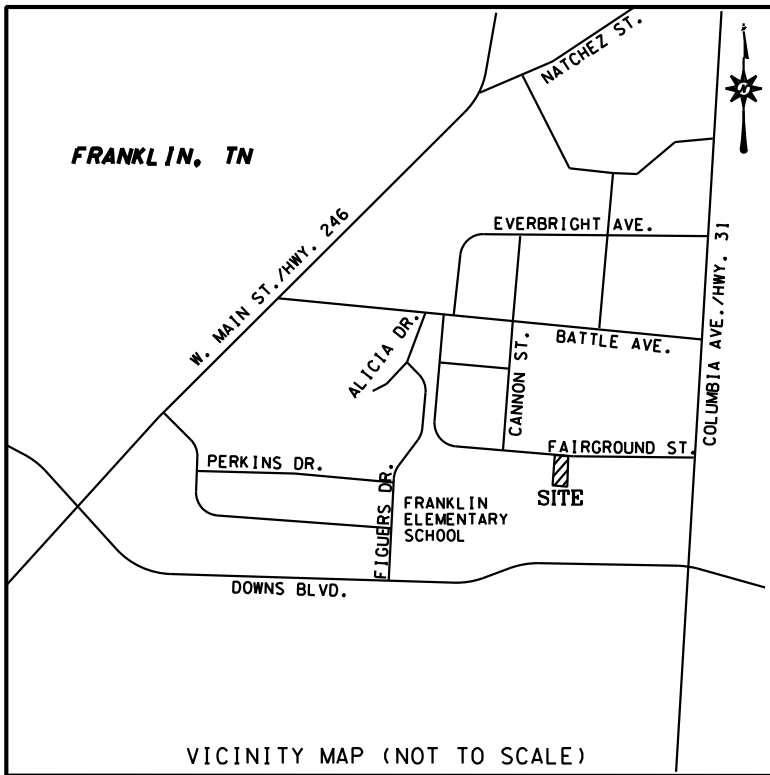 NATCHEZ ST.
N
FRANKLIN, TN
W. MAIN ST./HWY. 246
EVERBRIGHT AVE.
COLUMBIA AVE./HWY. 31
ALICIA DR.
CANNON ST.
BATTLE AVE.
FAIRGROUND ST.
PERKINS DR.
FIGUERS DR.
FRANKLIN
ELEMENTARY
SCHOOL
SITE
DOWNS BLVD.
VICINITY MAP (NOT TO SCALE)